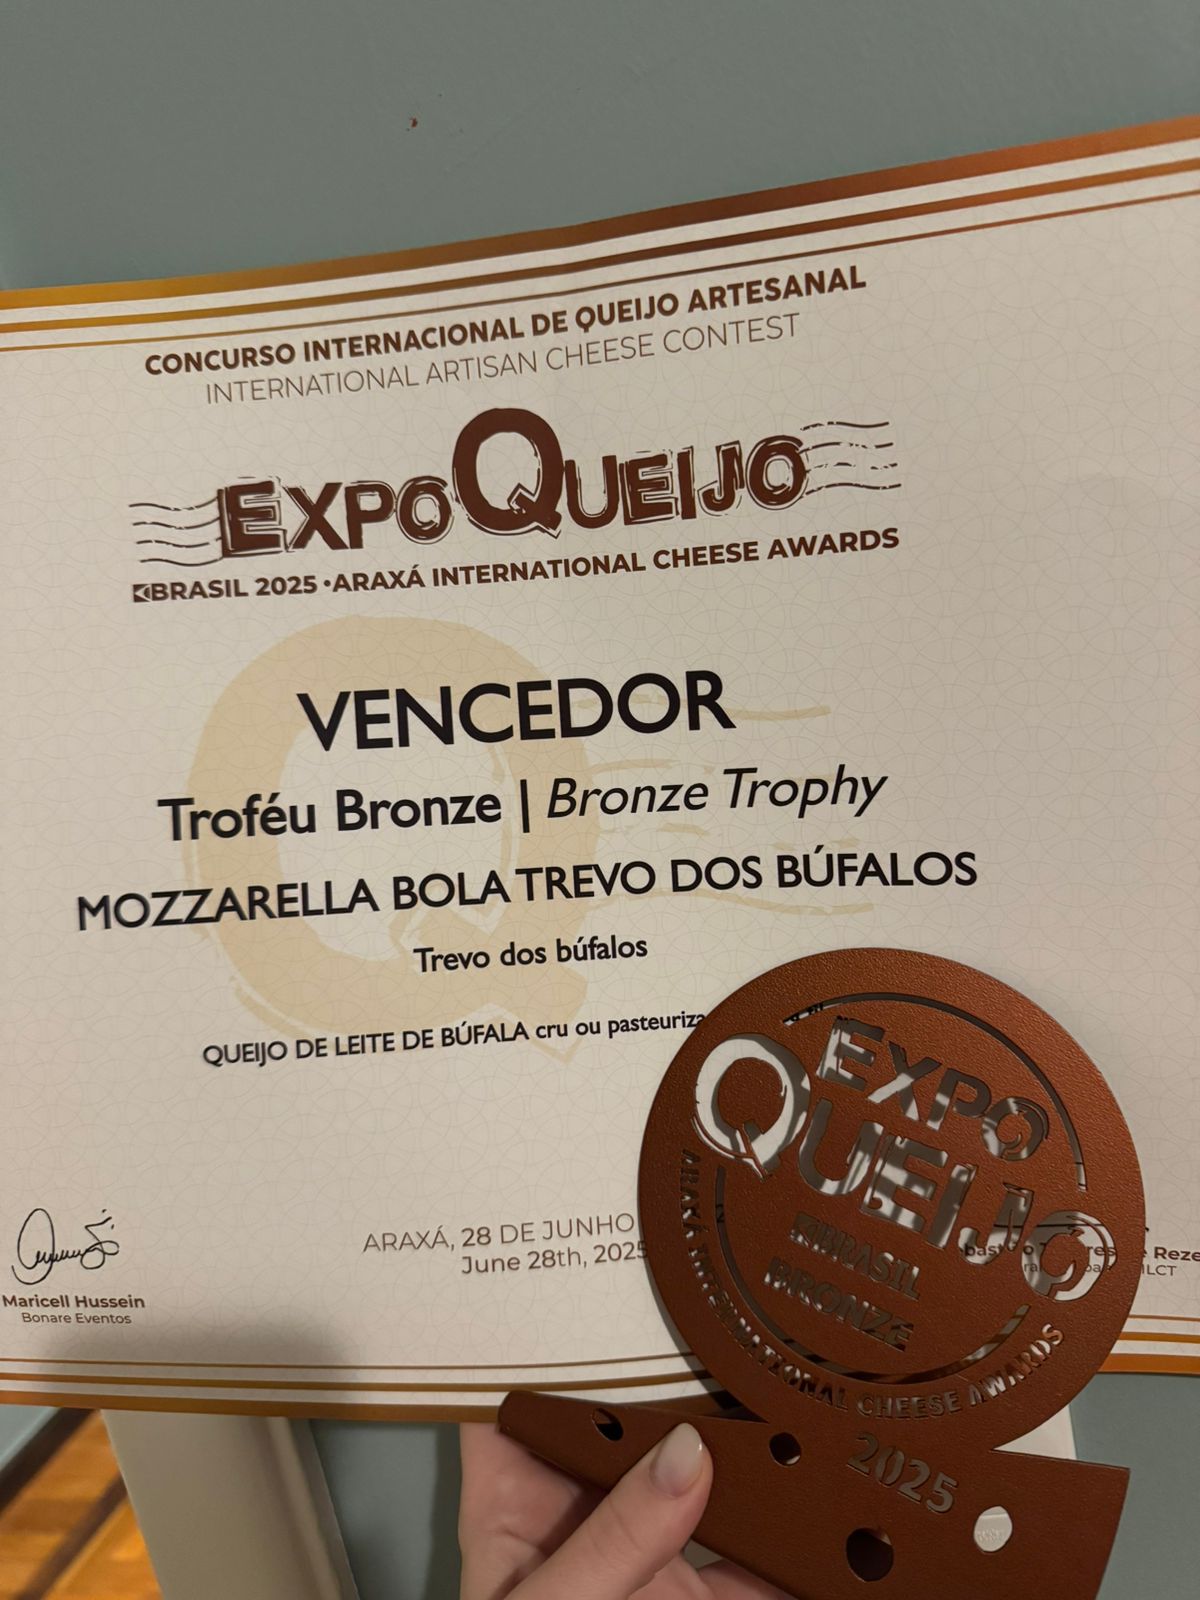 CONCURSO INTERNACIONAL DE QUEIJO ARTESANAL
INTERNATIONAL ARTISAN CHEESE CONTEST
EXPOQUEIJO
BRASIL 2025 • ARAXÁ INTERNATIONAL CHEESE AWARDS
VENCEDOR
Troféu Bronze | Bronze Trophy
MOZZARELLA BOLA TREVO DOS BÚFALOS
Trevo dos búfalos
QUEIJO DE LEITE DE BÚFALA cru ou
ARAXÁ, 28 DE JUNHO
June 28th, 2025
Maricell Hussein
Bonare Eventos
EXPO
QUEIJO
BRASIL
BRONZE
ARAXÁ INTERNATIONAL CHEESE AWARDS
2025